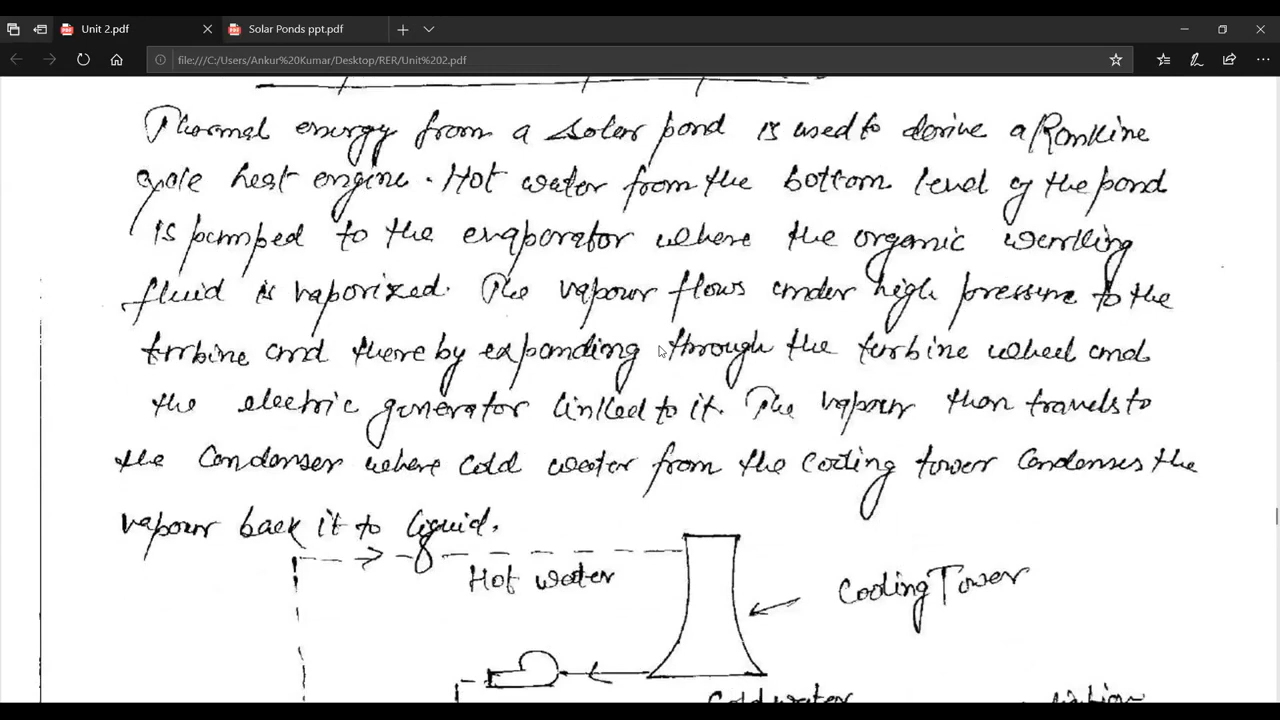 Unit 2.pdf
Solar Ponds ppt.pdf
file:///C:/Users/Ankur%20Kumar/Desktop/RER/Unit%202.pdf
Thermal energy from a solar pond is used to derive a Rankine
cycle heat engine. Hot water from the bottom level of the pond
is pumped to the evaporator where the organic working
fluid is vaporized. The vapour flows under high pressure to the
turbine and thereby expanding through the turbine wheel and
the electric generator linked to it. The vapour then travels to
the condenser where cold water from the cooling tower condenses the
vapour back it to liquid.
Hot water
Cooling Tower
Cold water